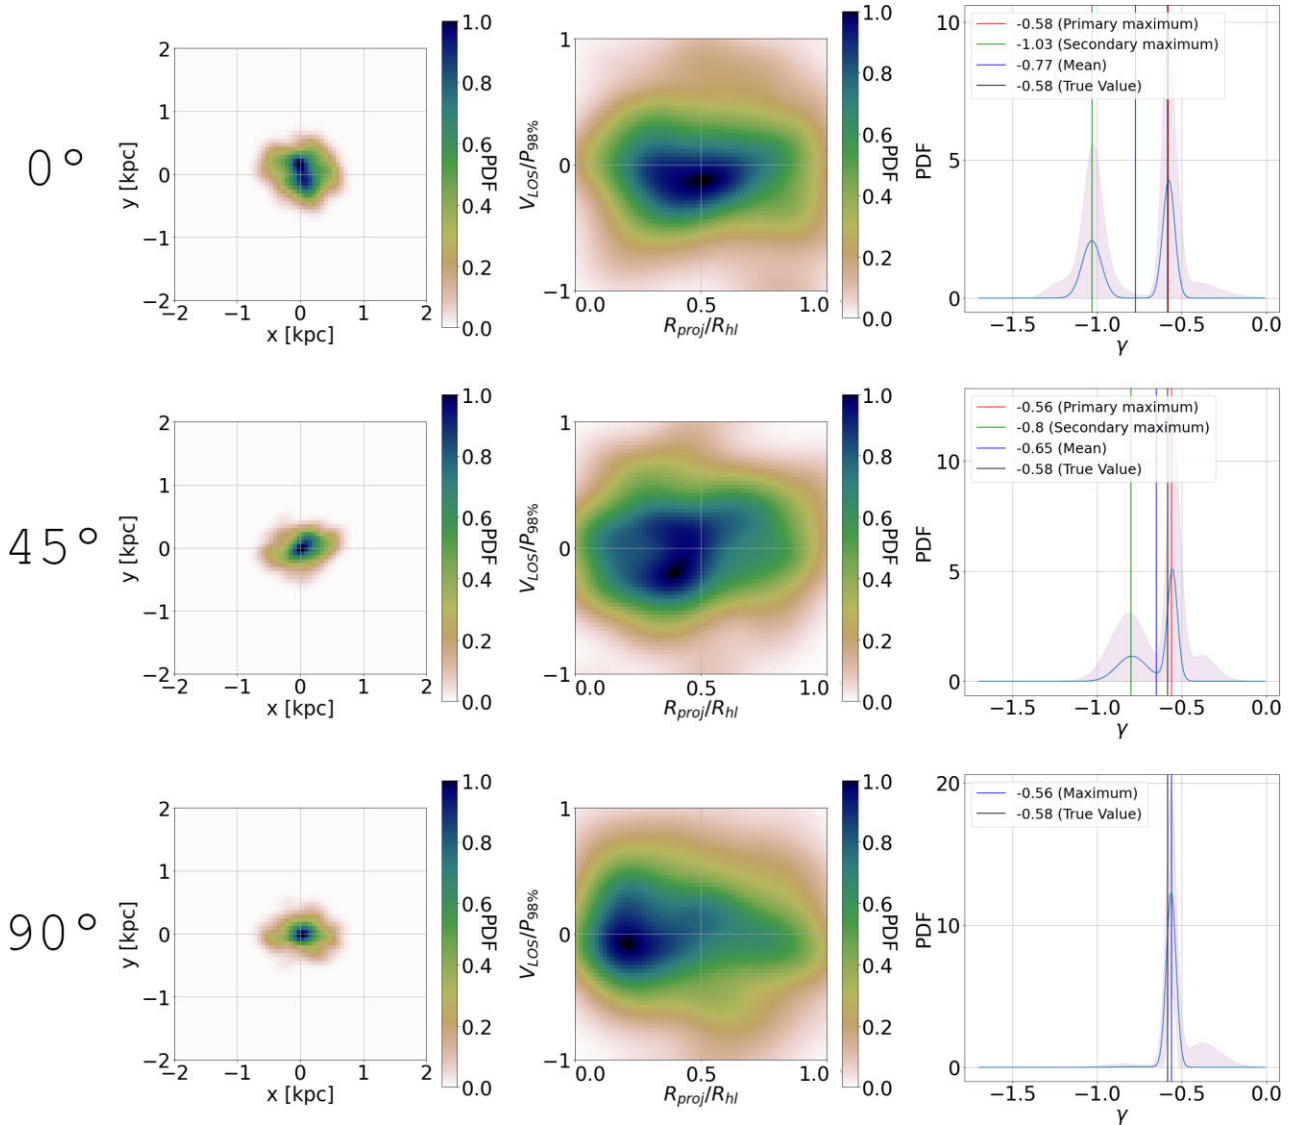 0°
2
1
0
−1
−2
y [kpc]
−2 −1 0 1 2
x [kpc]
1.0
0.8
0.6
0.4
0.2
0.0
PDF
1
0
−1
V_LOS/P_98%
0.0 0.5 1.0
R_proj/R_hl
1.0
0.8
0.6
0.4
0.2
0.0
PDF
10
5
0
PDF
-0.58 (Primary maximum)
-1.03 (Secondary maximum)
-0.77 (Mean)
-0.58 (True Value)
−1.5 −1.0 −0.5 0.0
γ
45°
2
1
0
−1
−2
y [kpc]
−2 −1 0 1 2
x [kpc]
1.0
0.8
0.6
0.4
0.2
0.0
PDF
1
0
−1
V_LOS/P_98%
0.0 0.5 1.0
R_proj/R_hl
1.0
0.8
0.6
0.4
0.2
0.0
PDF
10
5
0
PDF
-0.56 (Primary maximum)
-0.8 (Secondary maximum)
-0.65 (Mean)
-0.58 (True Value)
−1.5 −1.0 −0.5 0.0
γ
90°
2
1
0
−1
−2
y [kpc]
−2 −1 0 1 2
x [kpc]
1.0
0.8
0.6
0.4
0.2
0.0
PDF
1
0
−1
V_LOS/P_98%
0.0 0.5 1.0
R_proj/R_hl
1.0
0.8
0.6
0.4
0.2
0.0
PDF
20
10
0
PDF
-0.56 (Maximum)
-0.58 (True Value)
−1.5 −1.0 −0.5 0.0
γ